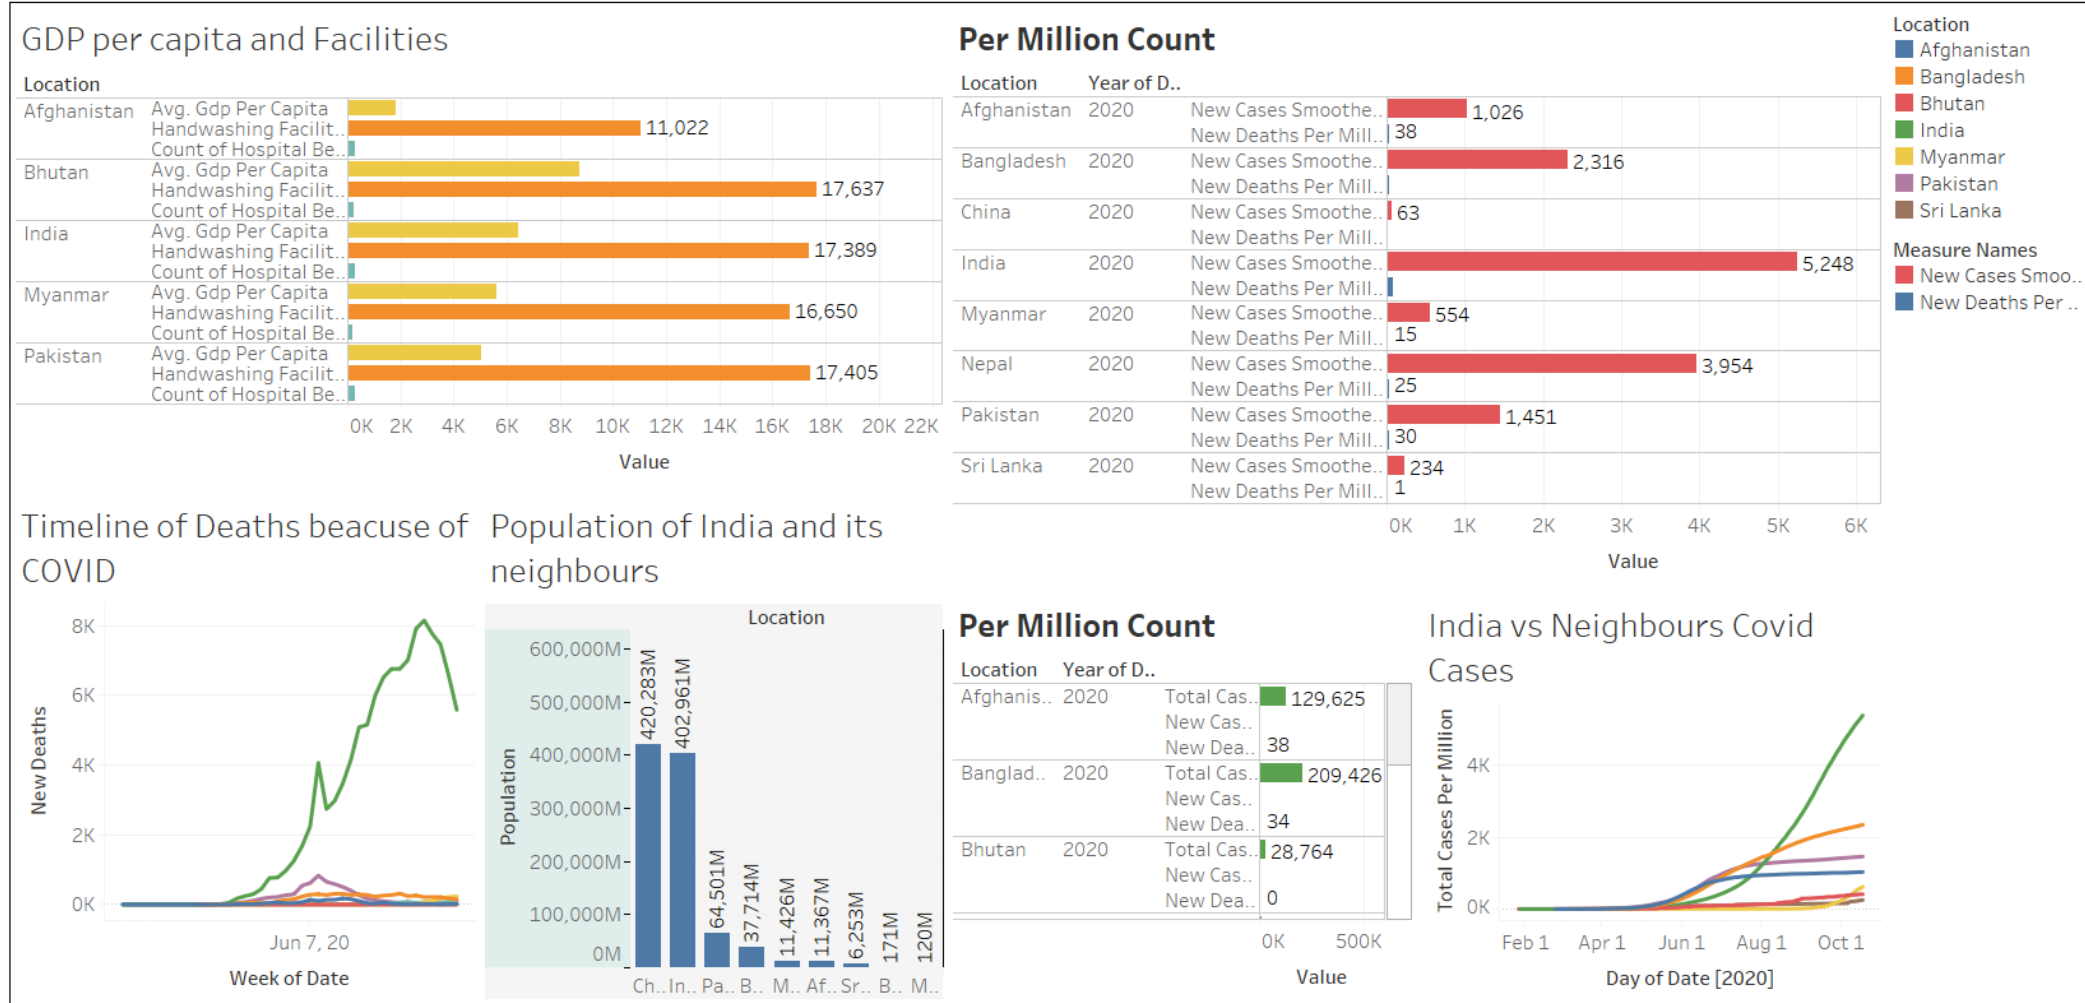 GDP per capita and Facilities
Location
Afghanistan Avg. Gdp Per Capita
Handwashing Facilit.. 11,022
Count of Hospital Be..
Bhutan Avg. Gdp Per Capita
Handwashing Facilit.. 17,637
Count of Hospital Be..
India Avg. Gdp Per Capita
Handwashing Facilit.. 17,389
Count of Hospital Be..
Myanmar Avg. Gdp Per Capita
Handwashing Facilit.. 16,650
Count of Hospital Be..
Pakistan Avg. Gdp Per Capita
Handwashing Facilit.. 17,405
Count of Hospital Be..
0K 2K 4K 6K 8K 10K 12K 14K 16K 18K 20K 22K
Value
Per Million Count
Location Year of D..
Afghanistan 2020 New Cases Smoothe.. 1,026
New Deaths Per Mill.. 38
Bangladesh 2020 New Cases Smoothe.. 2,316
New Deaths Per Mill..
China 2020 New Cases Smoothe.. 63
New Deaths Per Mill..
India 2020 New Cases Smoothe.. 5,248
New Deaths Per Mill..
Myanmar 2020 New Cases Smoothe.. 554
New Deaths Per Mill.. 15
Nepal 2020 New Cases Smoothe.. 3,954
New Deaths Per Mill.. 25
Pakistan 2020 New Cases Smoothe.. 1,451
New Deaths Per Mill.. 30
Sri Lanka 2020 New Cases Smoothe.. 234
New Deaths Per Mill.. 1
0K 1K 2K 3K 4K 5K 6K
Value
Location
Afghanistan
Bangladesh
Bhutan
India
Myanmar
Pakistan
Sri Lanka
Measure Names
New Cases Smoo..
New Deaths Per ..
Timeline of Deaths beacuse of
COVID
8K
6K
4K
2K
0K
New Deaths
Jun 7, 20
Week of Date
Population of India and its
neighbours
Location
600,000M
500,000M
400,000M
300,000M
200,000M
100,000M
0M
Population
420,283M
402,961M
64,501M
37,714M
11,426M
11,367M
6,253M
171M
120M
Ch.. In.. Pa.. B.. M.. Af.. Sr.. B.. M..
Per Million Count
Location Year of D..
Afghanis.. 2020 Total Cas.. 129,625
New Cas..
New Dea.. 38
Banglad.. 2020 Total Cas.. 209,426
New Cas..
New Dea.. 34
Bhutan 2020 Total Cas.. 28,764
New Cas..
New Dea.. 0
0K 500K
Value
India vs Neighbours Covid
Cases
4K
2K
0K
Total Cases Per Million
Feb 1 Apr 1 Jun 1 Aug 1 Oct 1
Day of Date [2020]